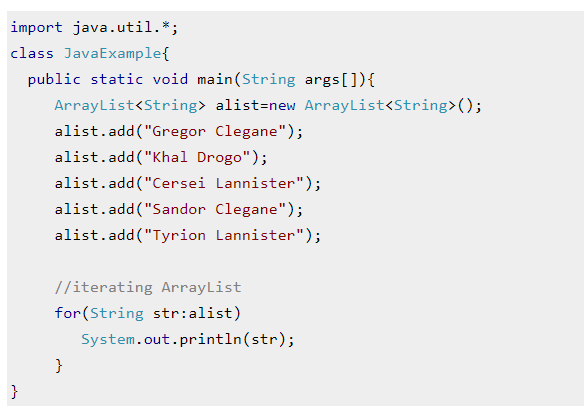 import java.util.*;
class JavaExample{
  public static void main(String args[]){
     ArrayList<String> alist=new ArrayList<String>();
     alist.add("Gregor Clegane");
     alist.add("Khal Drogo");
     alist.add("Cersei Lannister");
     alist.add("Sandor Clegane");
     alist.add("Tyrion Lannister");

     //iterating ArrayList
     for(String str:alist)
        System.out.println(str);
     }
}